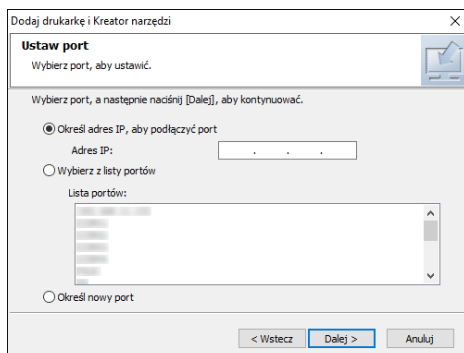 Dodaj drukarkę i Kreator narzędzi
Ustaw port
Wybierz port, aby ustawić.
Wybierz port, a następnie naciśnij [Dalej], aby kontynuować.
Określ adres IP, aby podłączyć port
Adres IP:
Wybierz z listy portów
Lista portów:
Określ nowy port
< Wstecz Dalej > Anuluj